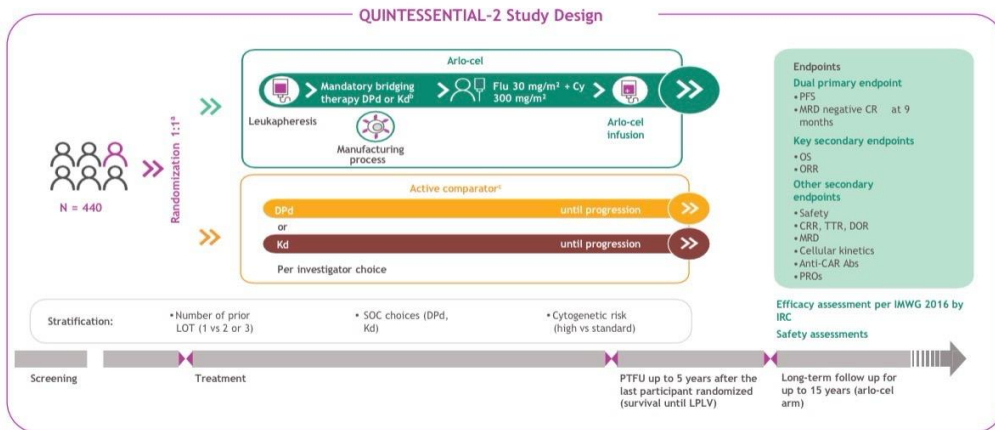 QUINTESSENTIAL-2 Study Design
N = 440
Randomization 1:1ª
Arlo-cel
Mandatory bridging
therapy DPd or Kdᵇ
Flu 30 mg/m² + Cy
300 mg/m²
Leukapheresis
Manufacturing
process
Arlo-cel
infusion
Active comparatorᶜ
DPd
until progression
or
Kd
until progression
Per investigator choice
Endpoints
Dual primary endpoint
•PFS
•MRD negative CR at 9
months
Key secondary endpoints
•OS
•ORR
Other secondary
endpoints
•Safety
•CRR, TTR, DOR
•MRD
•Cellular kinetics
•Anti-CAR Abs
•PROs
Efficacy assessment per IMWG 2016 by
IRC
Safety assessments
Stratification:
•Number of prior
LOT (1 vs 2 or 3)
•SOC choices (DPd,
Kd)
•Cytogenetic risk
(high vs standard)
Screening
Treatment
PTFU up to 5 years after the
last participant randomized
(survival until LPLV)
Long-term follow up for
up to 15 years (arlo-cel
arm)